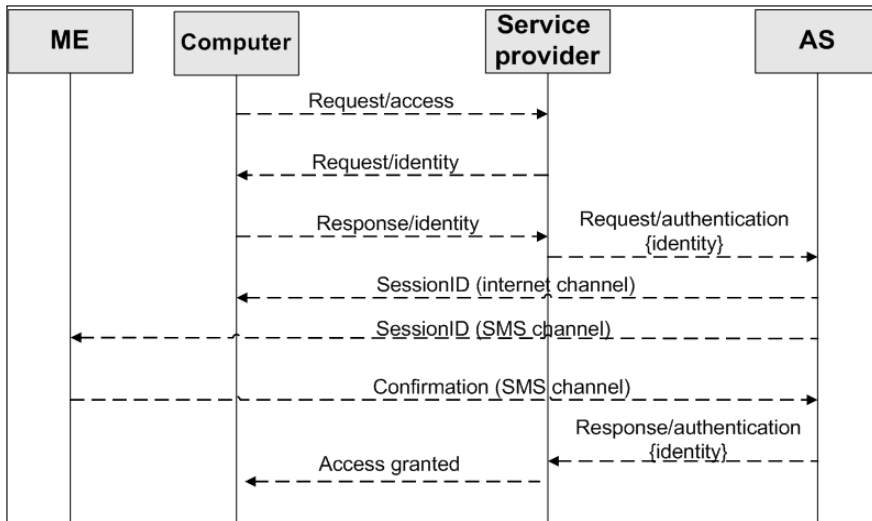 ME
Computer
Service
provider
AS
Request/access
Request/identity
Response/identity
Request/authentication
{identity}
SessionID (internet channel)
SessionID (SMS channel)
Confirmation (SMS channel)
Response/authentication
{identity}
Access granted